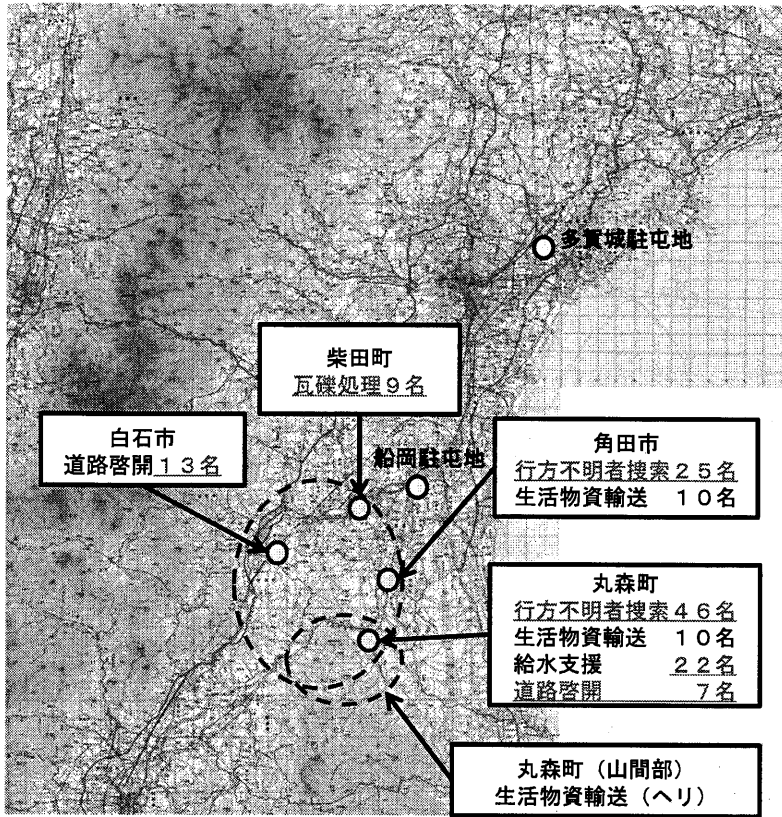 多賀城駐屯地
柴田町
瓦礫処理９名
白石市
道路啓開１３名
船岡駐屯地
角田市
行方不明者捜索２５名
生活物資輸送　１０名
丸森町
行方不明者捜索４６名
生活物資輸送　１０名
給水支援　２２名
道路啓開　７名
丸森町（山間部）
生活物資輸送（ヘリ）